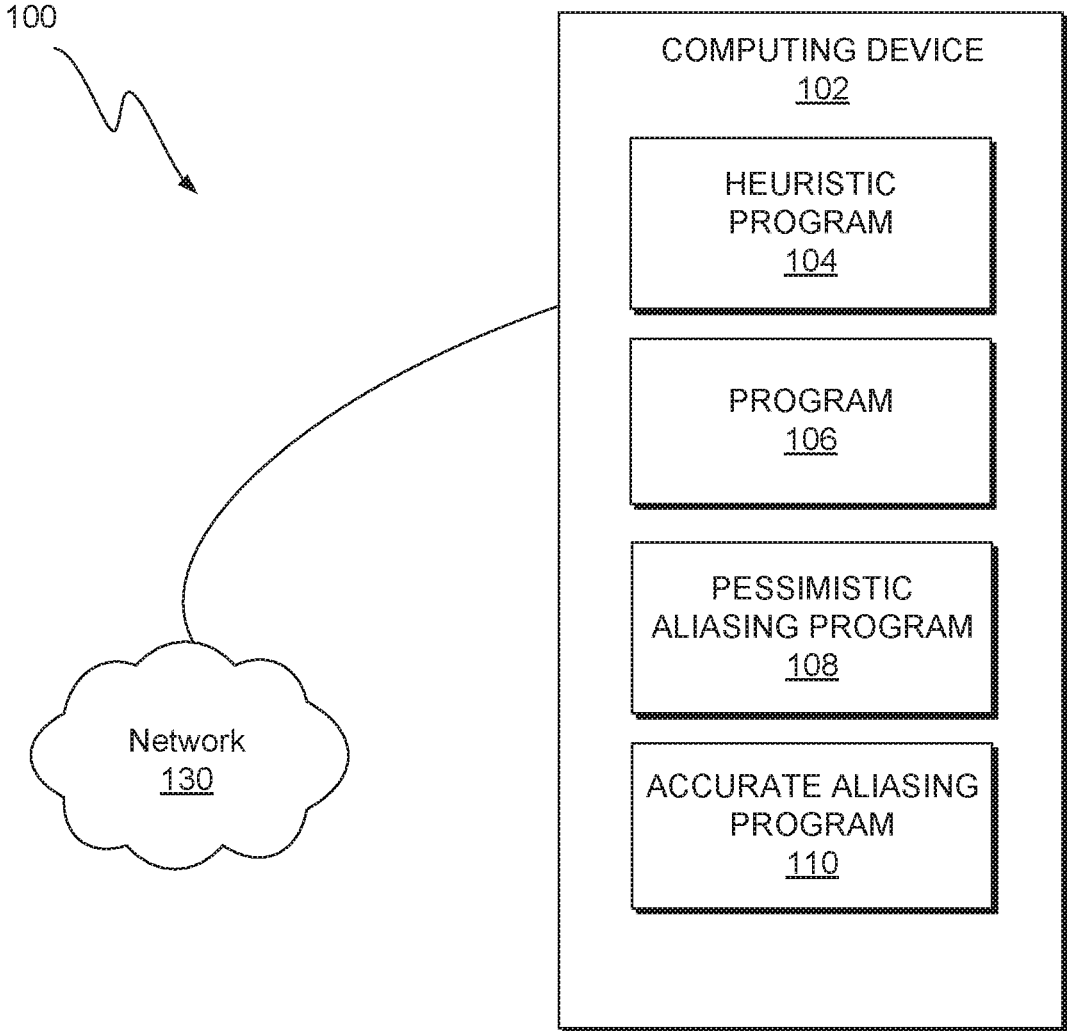 100
COMPUTING DEVICE
102
HEURISTIC
PROGRAM
104
PROGRAM
106
PESSIMISTIC
ALIASING PROGRAM
108
ACCURATE ALIASING
PROGRAM
110
Network
130